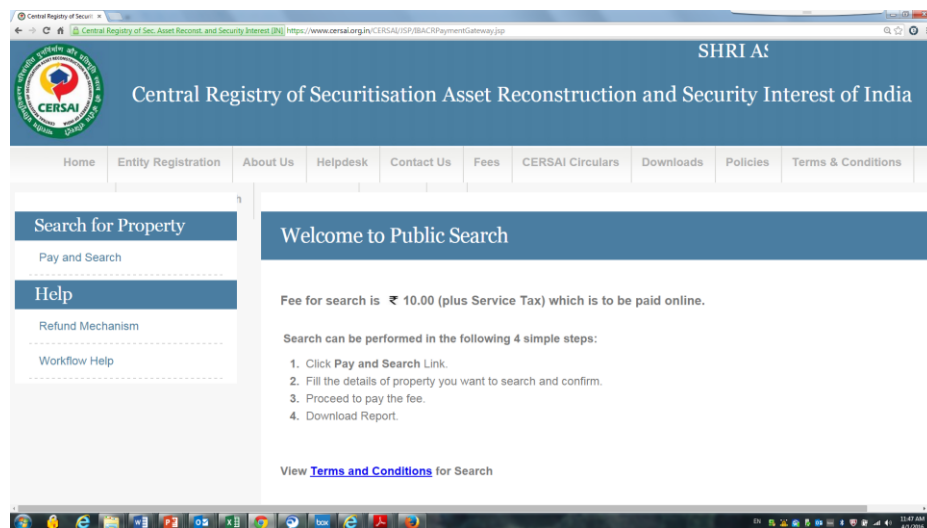 Central Registry of Securit
Central Registry of Sec. Asset Reconst. and Security Interest [IN] https://www.cersai.org.in/CERSAI/JSP/IBACRPaymentGateway.jsp
SHRI AS
CERSAI
Central Registry of Securitisation Asset Reconstruction and Security Interest of India
Home Entity Registration About Us Helpdesk Contact Us Fees CERSAI Circulars Downloads Policies Terms & Conditions
h
Search for Property
Pay and Search
Help
Refund Mechanism
Workflow Help
Welcome to Public Search
Fee for search is ₹ 10.00 (plus Service Tax) which is to be paid online.
Search can be performed in the following 4 simple steps:
1. Click Pay and Search Link.
2. Fill the details of property you want to search and confirm.
3. Proceed to pay the fee.
4. Download Report.
View Terms and Conditions for Search
box
EN
11:47 AM
4/1/2016